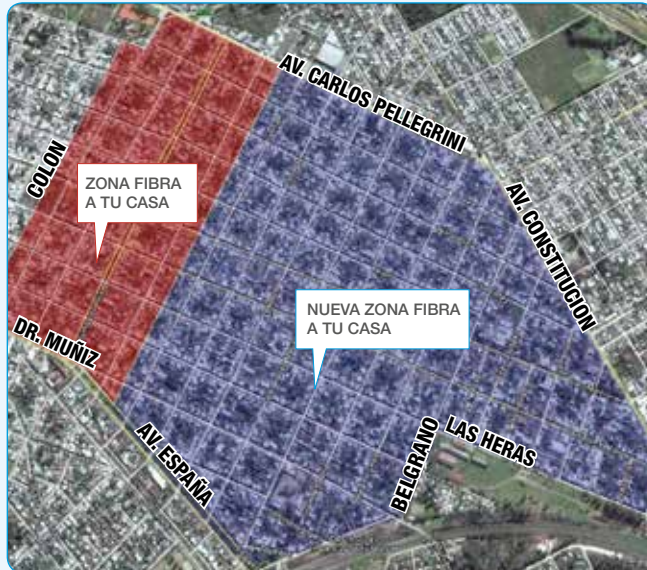 AV. CARLOS PELLEGRINI
COLON
ZONA FIBRA
A TU CASA
AV. CONSTITUCION
NUEVA ZONA FIBRA
A TU CASA
DR. MUÑIZ
AV. ESPAÑA
BELGRANO
LAS HERAS